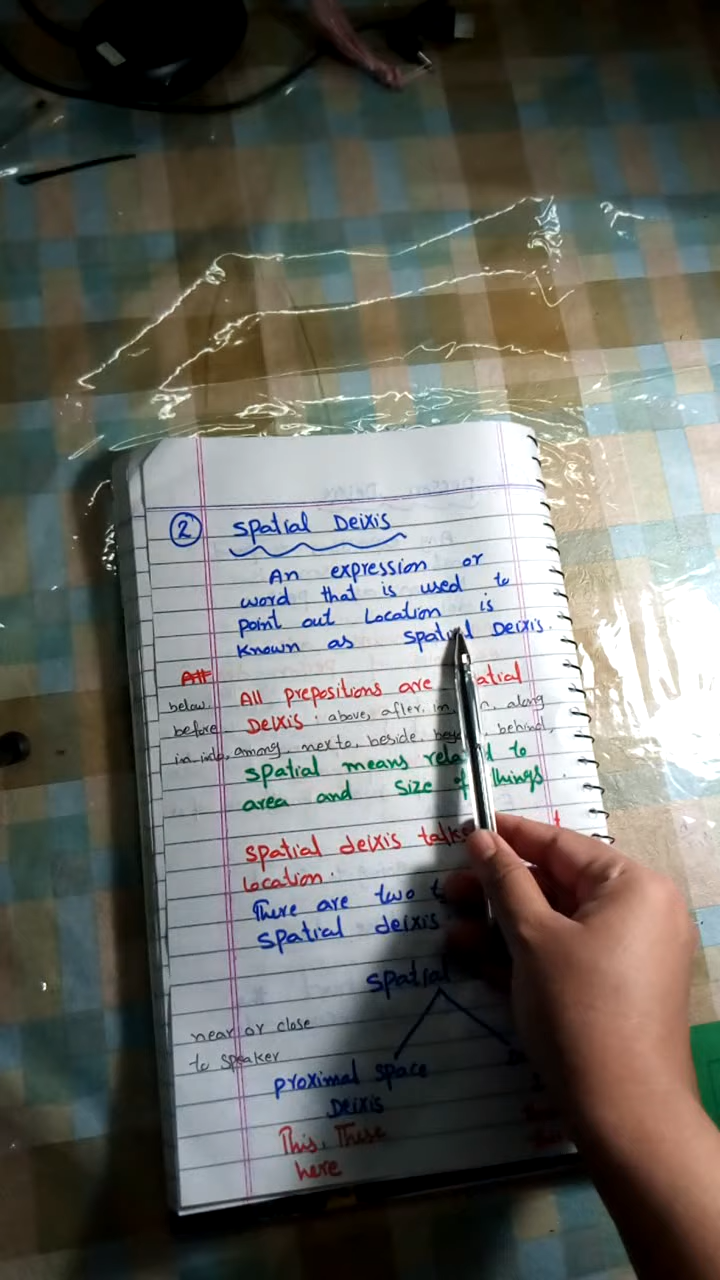 2 Spatial Deixis
An expression or
word that is used to
point out Location is
known as spatial Deixis.
All
All prepositions are
below
before Deixis. above, after, in, along
in, into, among, next to, beside, behind,
spatial means to
area and size of things.
spatial deixis
Location.
There are two
spatial deixis
spatial
near or close
to speaker
proximal space
Deixis
This, These
here